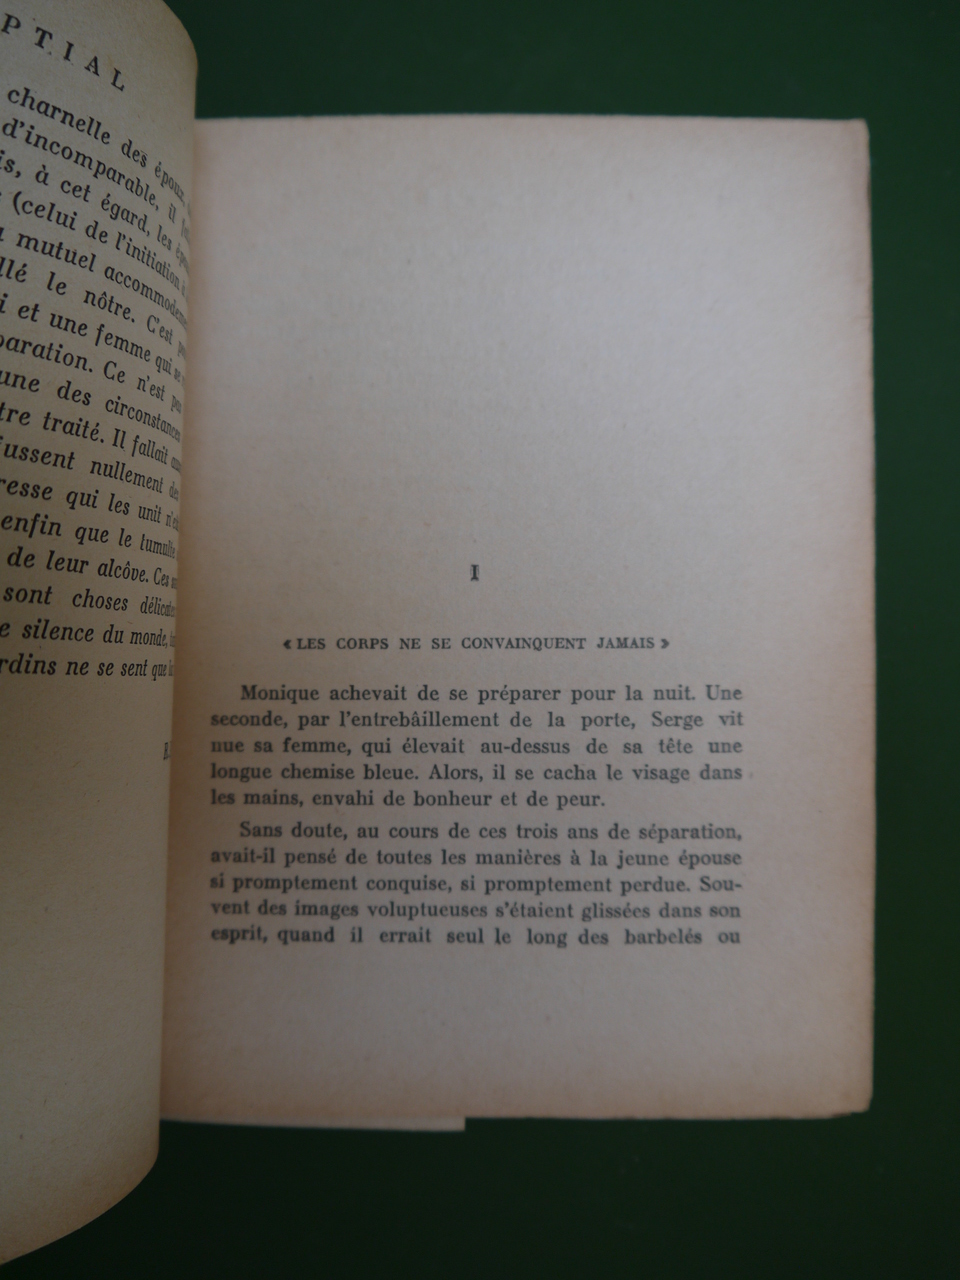 PTIAL
charnelle des époux,
d'incomparable, il
is, à cet égard, les
(celui de l'initiation
mutuel accommodement
llé le nôtre. C'est
i et une femme qui se
paration. Ce n'est pas
une des circonstances
tre traité. Il fallait
fussent nullement des
resse qui les unit
enfin que le tumulte
de leur alcôve. Ces
sont choses délicates
e silence du monde,
rdins ne se sent que
I
« LES CORPS NE SE CONVAINQUENT JAMAIS »
Monique achevait de se préparer pour la nuit. Une
seconde, par l'entrebâillement de la porte, Serge vit
nue sa femme, qui élevait au-dessus de sa tête une
longue chemise bleue. Alors, il se cacha le visage dans
les mains, envahi de bonheur et de peur.
Sans doute, au cours de ces trois ans de séparation,
avait-il pensé de toutes les manières à la jeune épouse
si promptement conquise, si promptement perdue. Sou-
vent des images voluptueuses s'étaient glissées dans son
esprit, quand il errait seul le long des barbelés ou